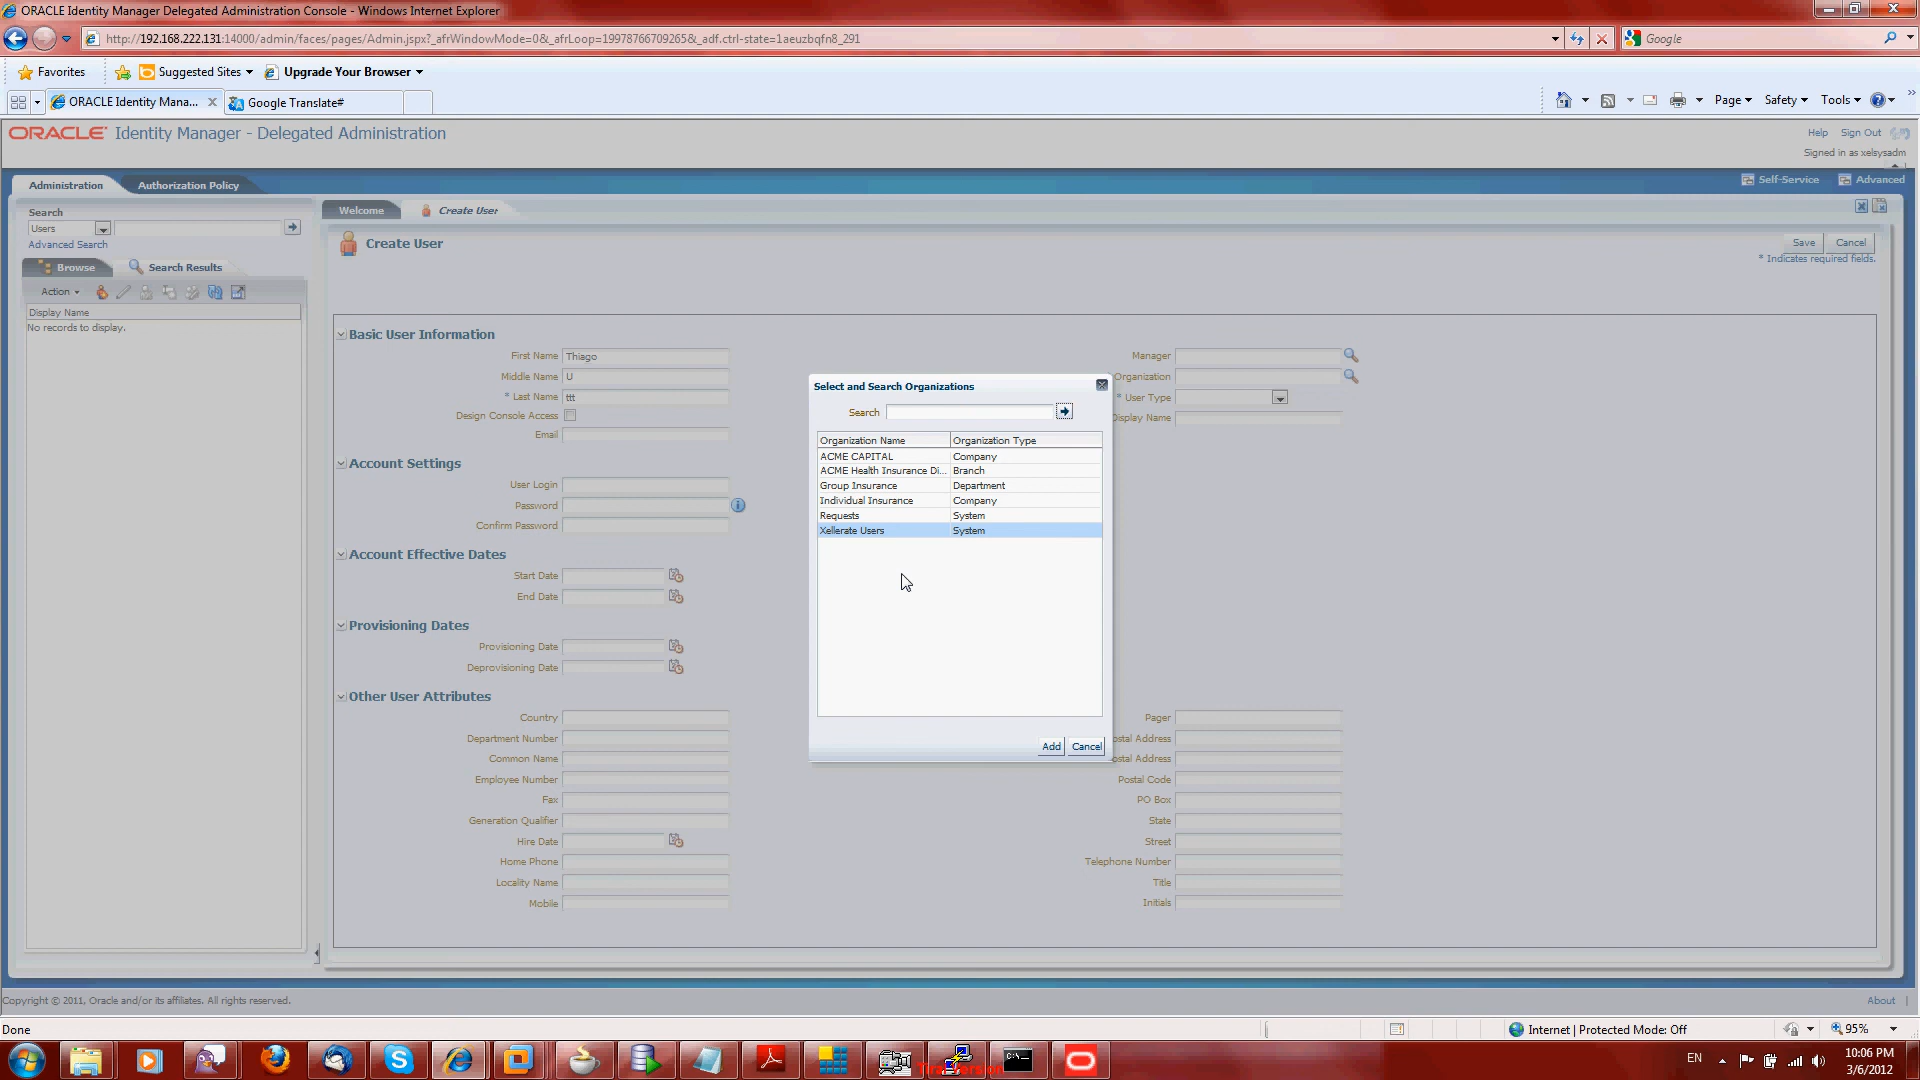 ORACLE Identity Manager Delegated Administration Console - Windows Internet Explorer
http://192.168.222.131:14000/admin/faces/pages/Admin.jspx?_afrWindowMode=0&_afrLoop=199787667092​65&_adf.ctrl-state=1aeuzbqfn8_291
Google
Favorites
Suggested Sites
Upgrade Your Browser
ORACLE Identity Mana...
Google Translate#
Page
Safety
Tools
ORACLE Identity Manager - Delegated Administration
Help
Sign Out
Signed in as xelsysadm
Administration
Authorization Policy
Self-Service
Advanced
Search
Users
Advanced Search
Browse
Search Results
Action
Display Name
No records to display.
Welcome
Create User
Create User
Save
Cancel
* Indicates required fields.
Basic User Information
First Name Thiago
Middle Name U
* Last Name ttt
Design Console Access
Email
Manager
Organization
* User Type
Display Name
Account Settings
User Login
Password
Confirm Password
Account Effective Dates
Start Date
End Date
Provisioning Dates
Provisioning Date
Deprovisioning Date
Other User Attributes
Country
Department Number
Common Name
Employee Number
Fax
Generation Qualifier
Hire Date
Home Phone
Locality Name
Mobile
Pager
ostal Address
ostal Address
Postal Code
PO Box
State
Street
Telephone Number
Title
Initials
Select and Search Organizations
Search
Organization Name Organization Type
ACME CAPITAL Company
ACME Health Insurance Di... Branch
Group Insurance Department
Individual Insurance Company
Requests System
Xellerate Users System
Add
Cancel
Copyright © 2011, Oracle and/or its affiliates. All rights reserved.
About
Done
Internet | Protected Mode: Off
95%
EN
10:06 PM
3/6/2012